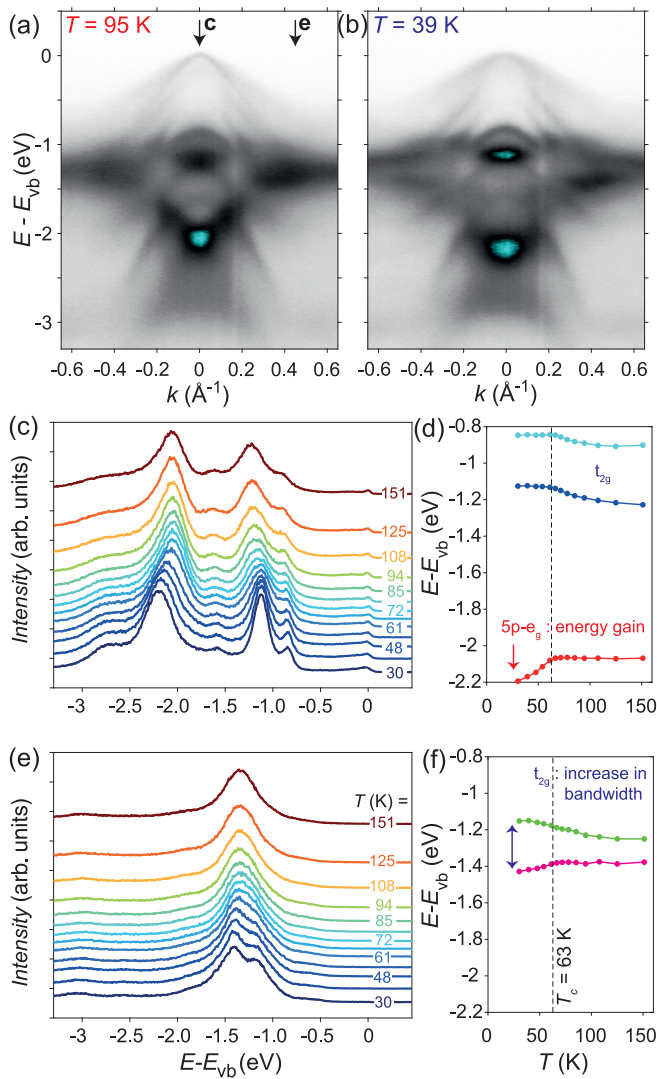 (a) T = 95 K c e
(b) T = 39 K
E - E_vb (eV)
0
-1
-2
-3
-0.6 -0.4 -0.2 0 0.2 0.4 0.6
k (Å⁻¹)
-0.6 -0.4 -0.2 0 0.2 0.4 0.6
k (Å⁻¹)
(c)
Intensity (arb. units)
151
125
108
94
85
72
61
48
30
-3 -2.5 -2.0 -1.5 -1.0 -0.5 0
(d)
E-E_vb (eV)
-0.8
-1.0
-1.2
-1.4
-1.6
-1.8
-2
-2.2
t_2g
5p-e_g : energy gain
0 50 100 150
(e)
Intensity (arb. units)
T (K) =
151
125
108
94
85
72
61
48
30
-3 -2.5 -2.0 -1.5 -1.0 -0.5 0
E-E_vb (eV)
(f)
E-E_vb (eV)
-0.8
-1.0
-1.2
-1.4
-1.6
-1.8
-2
-2.2
t_2g : increase in
bandwidth
T_c = 63 K
0 50 100 150
T (K)